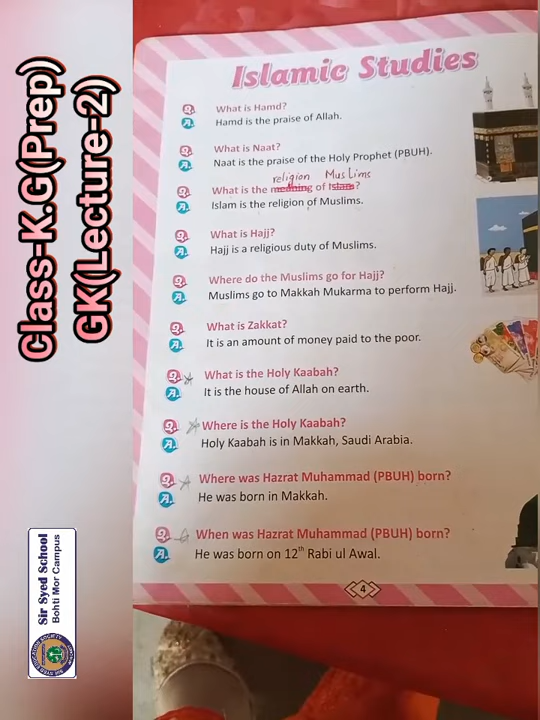 Class-K.G(Prep)
GK(Lecture-2)
Sir Syed School
Bohti Mor Campus
Islamic Studies
Q. What is Hamd?
A. Hamd is the praise of Allah.
Q. What is Naat?
A. Naat is the praise of the Holy Prophet (PBUH).
religion Muslims
Q. What is the meaning of Islam?
A. Islam is the religion of Muslims.
Q. What is Hajj?
A. Hajj is a religious duty of Muslims.
Q. Where do the Muslims go for Hajj?
A. Muslims go to Makkah Mukarma to perform Hajj.
Q. What is Zakkat?
A. It is an amount of money paid to the poor.
Q. What is the Holy Kaabah?
A. It is the house of Allah on earth.
Q. Where is the Holy Kaabah?
A. Holy Kaabah is in Makkah, Saudi Arabia.
Q. Where was Hazrat Muhammad (PBUH) born?
A. He was born in Makkah.
Q. When was Hazrat Muhammad (PBUH) born?
A. He was born on 12th Rabi ul Awal.
4